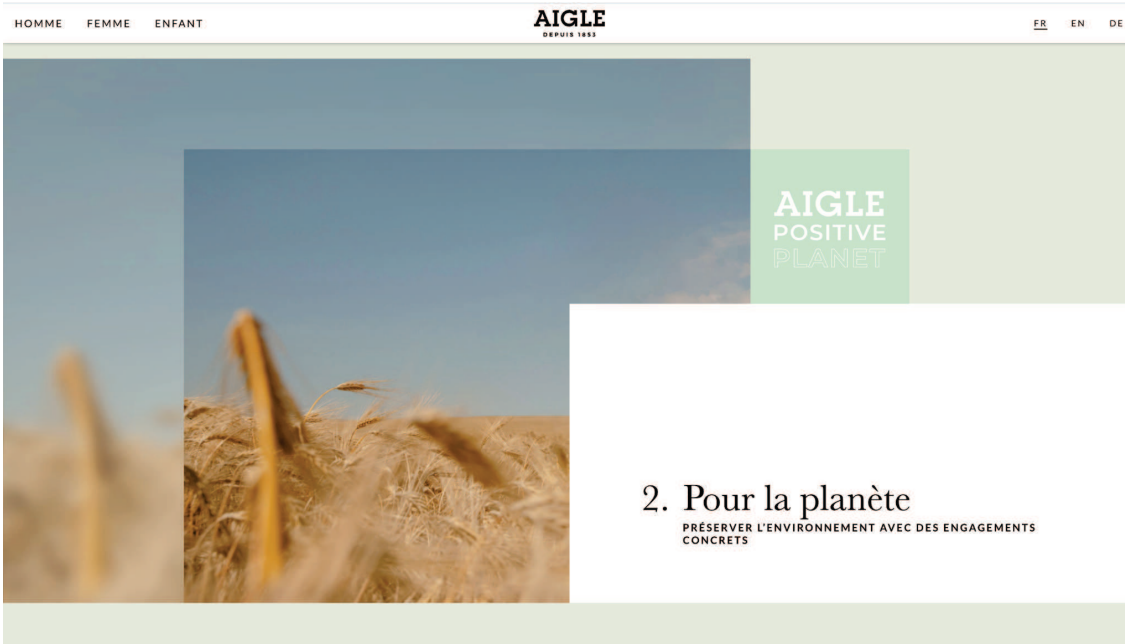 HOMME FEMME ENFANT
AIGLE
DEPUIS 1853
FR EN DE
AIGLE
POSITIVE
PLANET
2. Pour la planète
PRÉSERVER L'ENVIRONNEMENT AVEC DES ENGAGEMENTS
CONCRETS